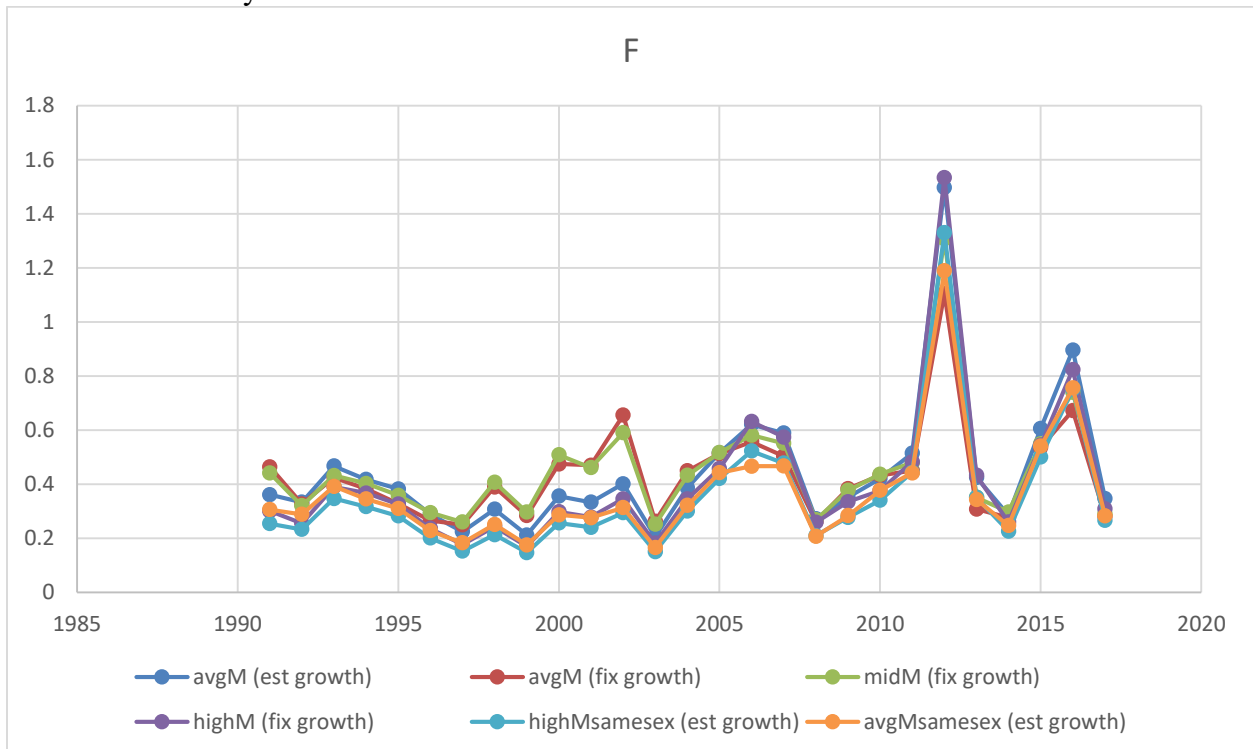 F
1.8
1.6
1.4
1.2
1
0.8
0.6
0.4
0.2
0
1985 1990 1995 2000 2005 2010 2015 2020
avgM (est growth) avgM (fix growth) midM (fix growth)
highM (fix growth) highMsamesex (est growth) avgMsamesex (est growth)